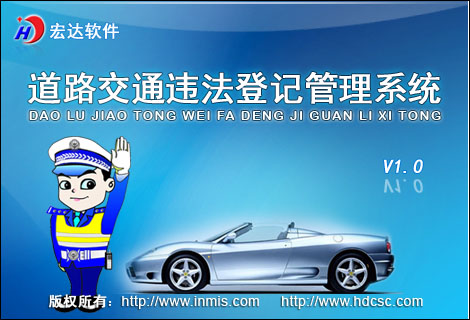 宏达软件
道路交通违法登记管理系统
DAO LU JIAO TONG WEI FA DENG JI GUAN LI XI TONG
V1.0
版权所有：http://www.inmis.com http://www.hdcsc.com